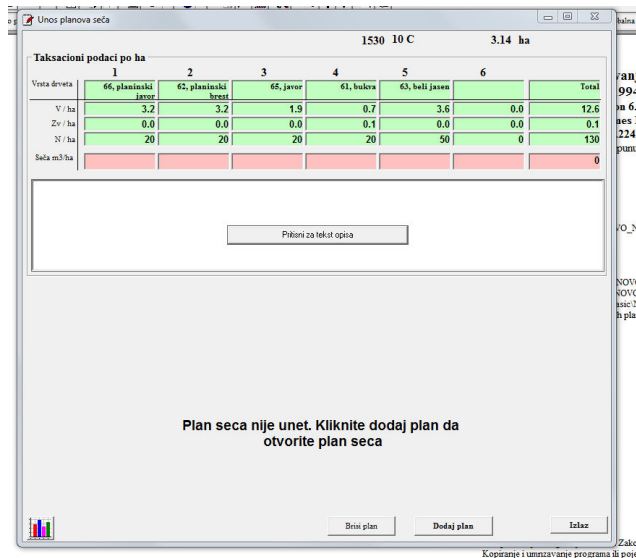 Unos planova seča
1530 10 C 3.14 ha
Taksacioni podaci po ha
1 2 3 4 5 6
Vrsta drveta 66, planinski javor 62, planinski brest 65, javor 61, bukva 63, beli jasen Total
V / ha 3.2 3.2 1.9 0.7 3.6 0.0 12.6
Zv / ha 0.0 0.0 0.0 0.1 0.0 0.0 0.1
N / ha 20 20 20 20 50 0 130
Seča m3/ha 0
Pritisni za tekst opisa
Plan seca nije unet. Kliknite dodaj plan da
otvorite plan seca
Brisi plan Dodaj plan Izlaz
Kopiranje i umnzavanje programa ili